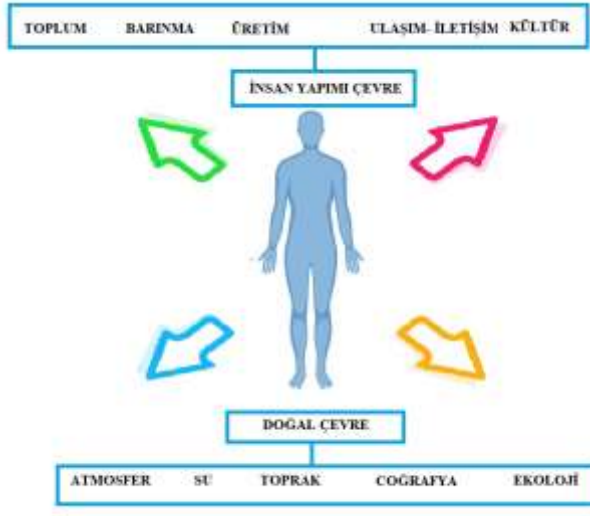 TOPLUM BARINMA ÜRETİM ULAŞIM- İLETİŞİM KÜLTÜR
İNSAN YAPIMI ÇEVRE
DOĞAL ÇEVRE
ATMOSFER SU TOPRAK COĞRAFYA EKOLOJİ